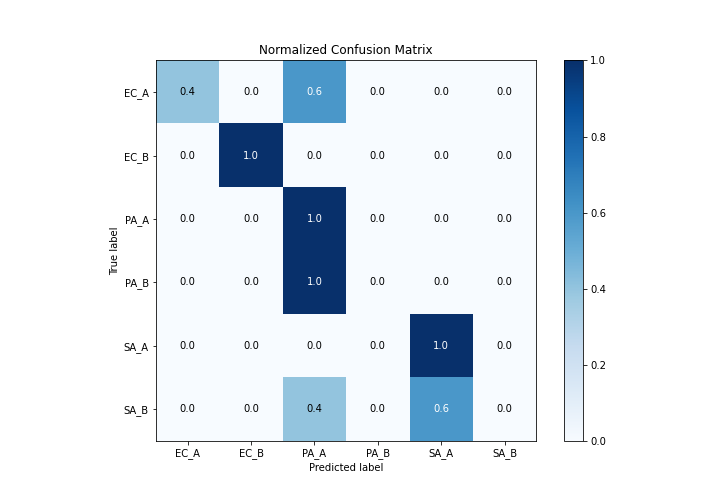 Normalized Confusion Matrix
1.0
EC_A 0.4 0.0 0.6 0.0 0.0 0.0
0.8
EC_B 0.0 1.0 0.0 0.0 0.0 0.0
PA_A 0.0 0.0 1.0 0.0 0.0 0.0
0.6
True label
PA_B 0.0 0.0 1.0 0.0 0.0 0.0
0.4
SA_A 0.0 0.0 0.0 0.0 1.0 0.0
0.2
SA_B 0.0 0.0 0.4 0.0 0.6 0.0
0.0
EC_A EC_B PA_A PA_B SA_A SA_B
Predicted label